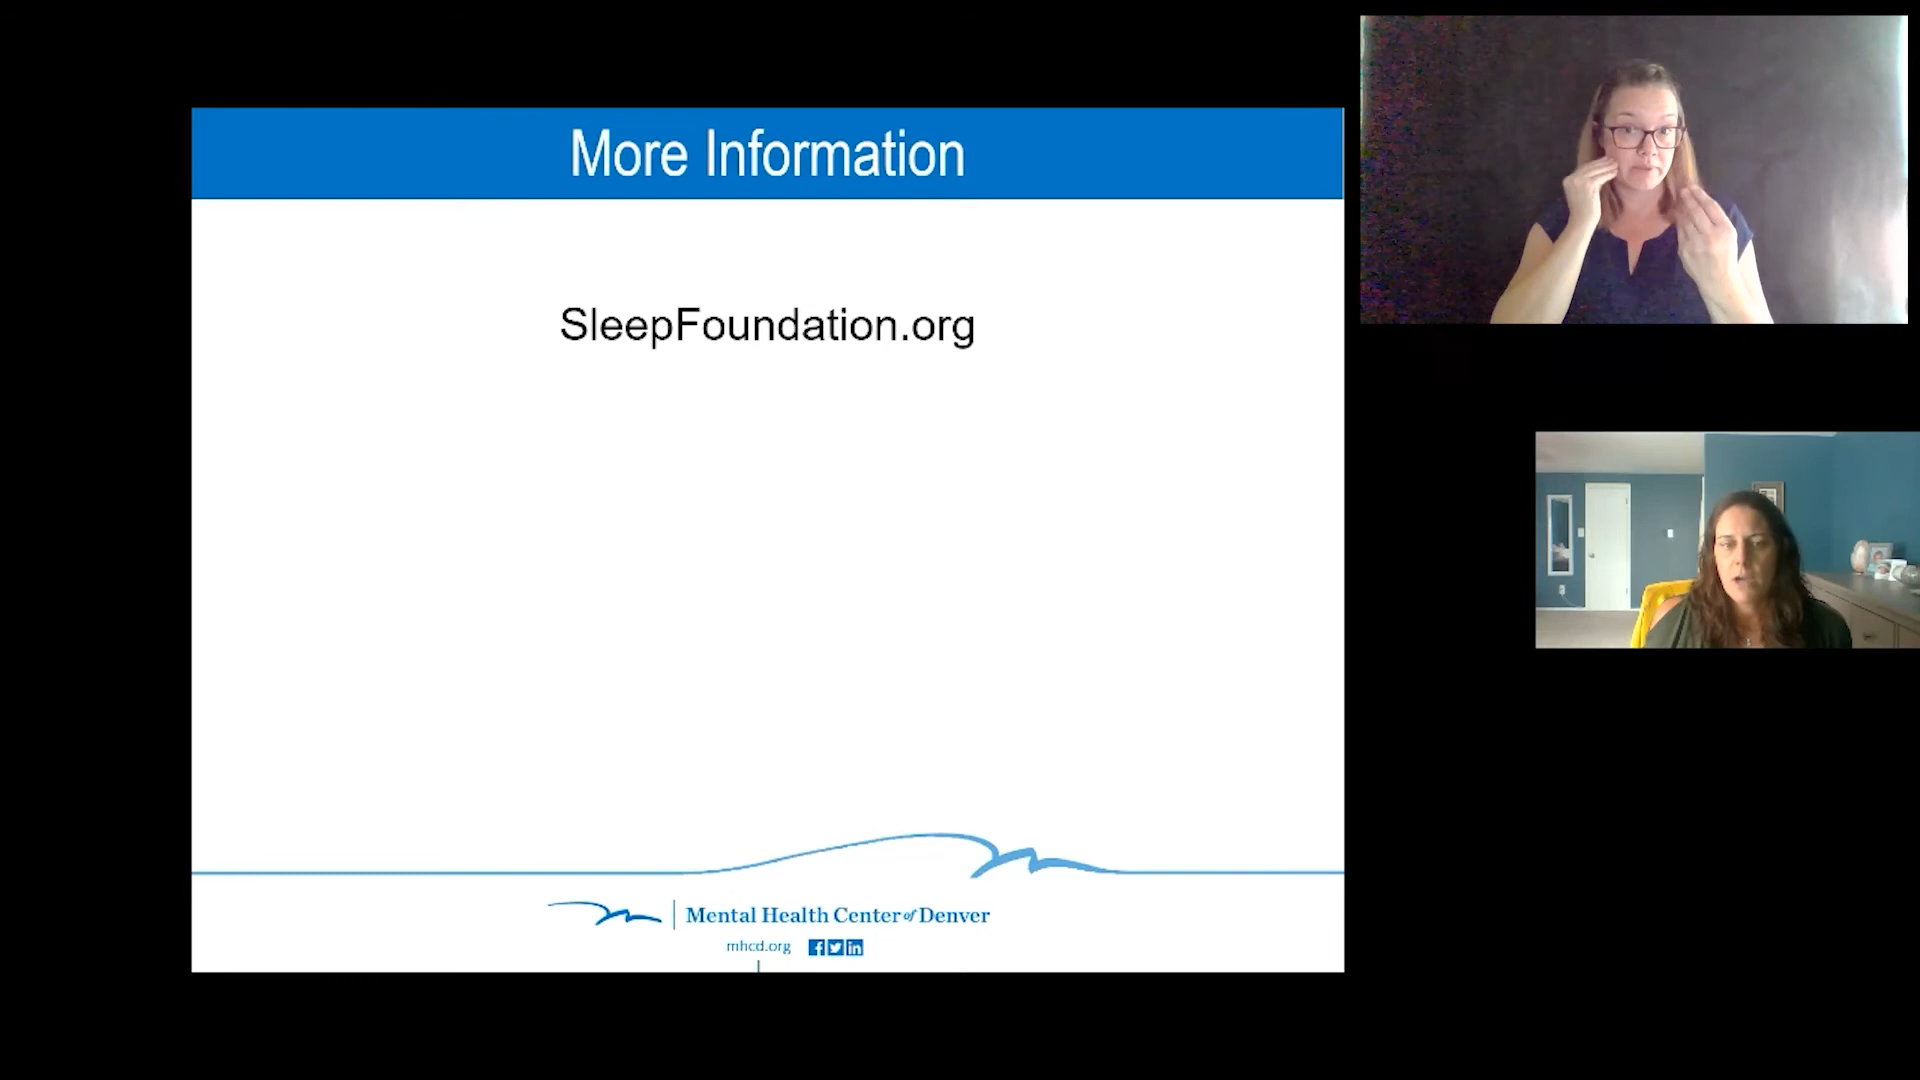 More Information
SleepFoundation.org
Mental Health Center of Denver
mhcd.org